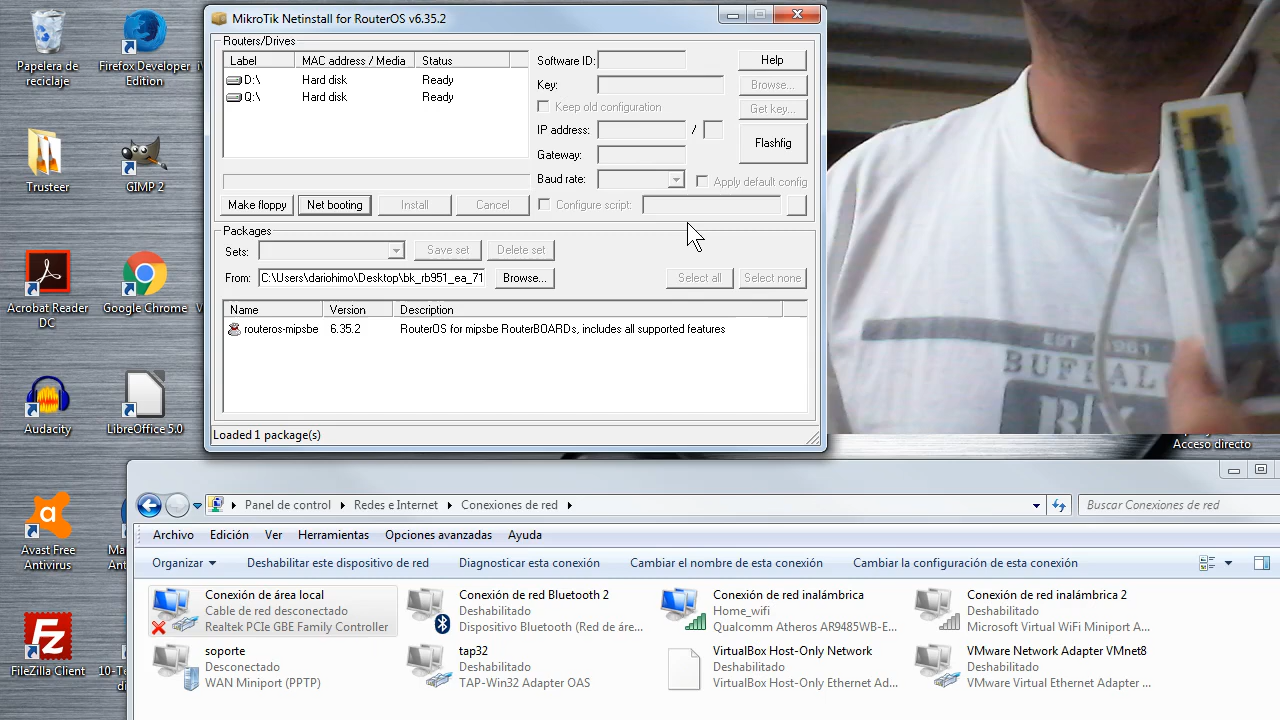 Papelera de
reciclaje
Firefox Developer
Edition
Trusteer
GIMP 2
Acrobat Reader
DC
Google Chrome
Audacity
LibreOffice 5.0
Avast Free
Antivirus
FileZilla Client
MikroTik Netinstall for RouterOS v6.35.2
Routers/Drives
Label MAC address / Media Status
D:\ Hard disk Ready
Q:\ Hard disk Ready
Software ID:
Help
Key:
Browse...
Keep old configuration
Get key...
IP address: /
Flashfig
Gateway:
Baud rate:
Apply default config
Make floppy Net booting Install Cancel
Configure script:
Packages
Sets: Save set Delete set
From: C:\Users\dariohimo\Desktop\bk_rb951_ea_71 Browse... Select all Select none
Name Version Description
routeros-mipsbe 6.35.2 RouterOS for mipsbe RouterBOARDs, includes all supported features
Loaded 1 package(s)
EST 1961
BUFFAL
Acceso directo
Panel de control Redes e Internet Conexiones de red
Buscar Conexiones de red
Archivo Edición Ver Herramientas Opciones avanzadas Ayuda
Organizar Deshabilitar este dispositivo de red Diagnosticar esta conexión Cambiar el nombre de esta conexión Cambiar la configuración de esta conexión
Conexión de área local
Cable de red desconectado
Realtek PCIe GBE Family Controller
Conexión de red Bluetooth 2
Deshabilitado
Dispositivo Bluetooth (Red de áre...
Conexión de red inalámbrica
Homewifi
Qualcomm Atheros AR9485WB-E...
Conexión de red inalámbrica 2
Deshabilitado
Microsoft Virtual WiFi Miniport A...
soporte
Desconectado
WAN Miniport (PPTP)
tap32
Deshabilitado
TAP-Win32 Adapter OAS
VirtualBox Host-Only Network
Deshabilitado
VirtualBox Host-Only Ethernet Ad...
VMware Network Adapter VMnet8
Deshabilitado
VMware Virtual Ethernet Adapter ...